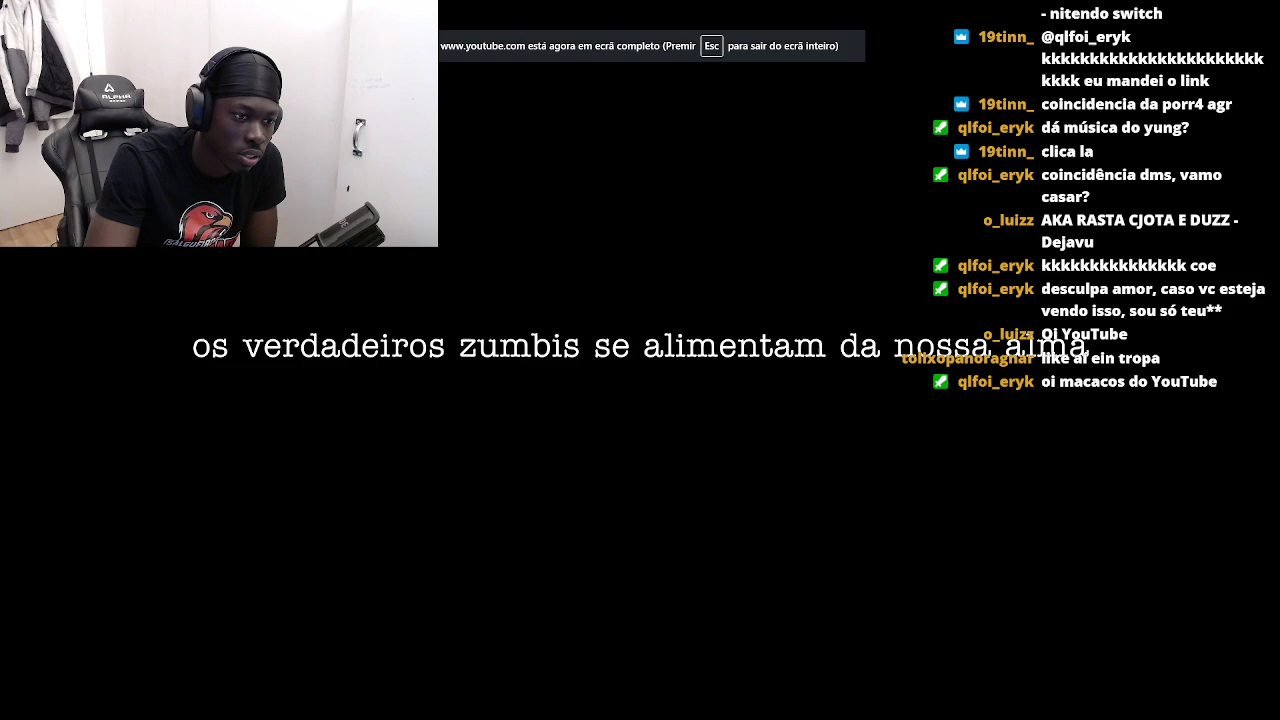 www.youtube.com está agora em ecrã completo (Premir Esc para sair do ecrã inteiro)
ALPHA
os verdadeiros zumbis se alimentam da nossa alma.
- nitendo switch
19tinn_ @qlfoi_eryk
kkkkkkkkkkkkkkkkkkkkkkk
kkkk eu mandei o link
19tinn_ coincidencia da porr4 agr
qlfoi_eryk dá música do yung?
19tinn_ clica la
qlfoi_eryk coincidência dms, vamo
casar?
o_luizz AKA RASTA CJOTA E DUZZ -
Dejavu
qlfoi_eryk kkkkkkkkkkkkkkk coe
qlfoi_eryk desculpa amor, caso vc esteja
vendo isso, sou só teu**
o_luizz Oi YouTube
like ai ein tropa
qlfoi_eryk oi macacos do YouTube